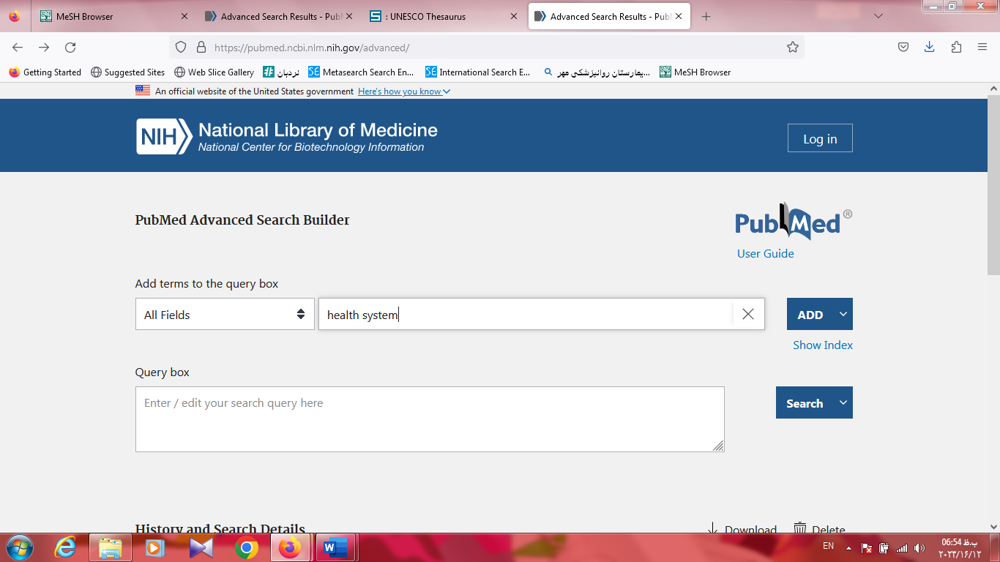 MeSH Browser
Advanced Search Results - Publ
: UNESCO Thesaurus
Advanced Search Results - Publ
https://pubmed.ncbi.nlm.nih.gov/advanced/
Getting Started
Suggested Sites
Web Slice Gallery
نردبان
Metasearch Search En...
International Search E...
...یمارستان روانپزشکی مهر
MeSH Browser
An official website of the United States government Here's how you know
NIH National Library of Medicine
National Center for Biotechnology Information
Log in
PubMed Advanced Search Builder
PubMed®
User Guide
Add terms to the query box
All Fields
health system
ADD
Show Index
Query box
Enter / edit your search query here
Search
History and Search Details
Download
Delete
EN
06:54 ب.ظ
۲۰۲۳/۱۶/۱۲